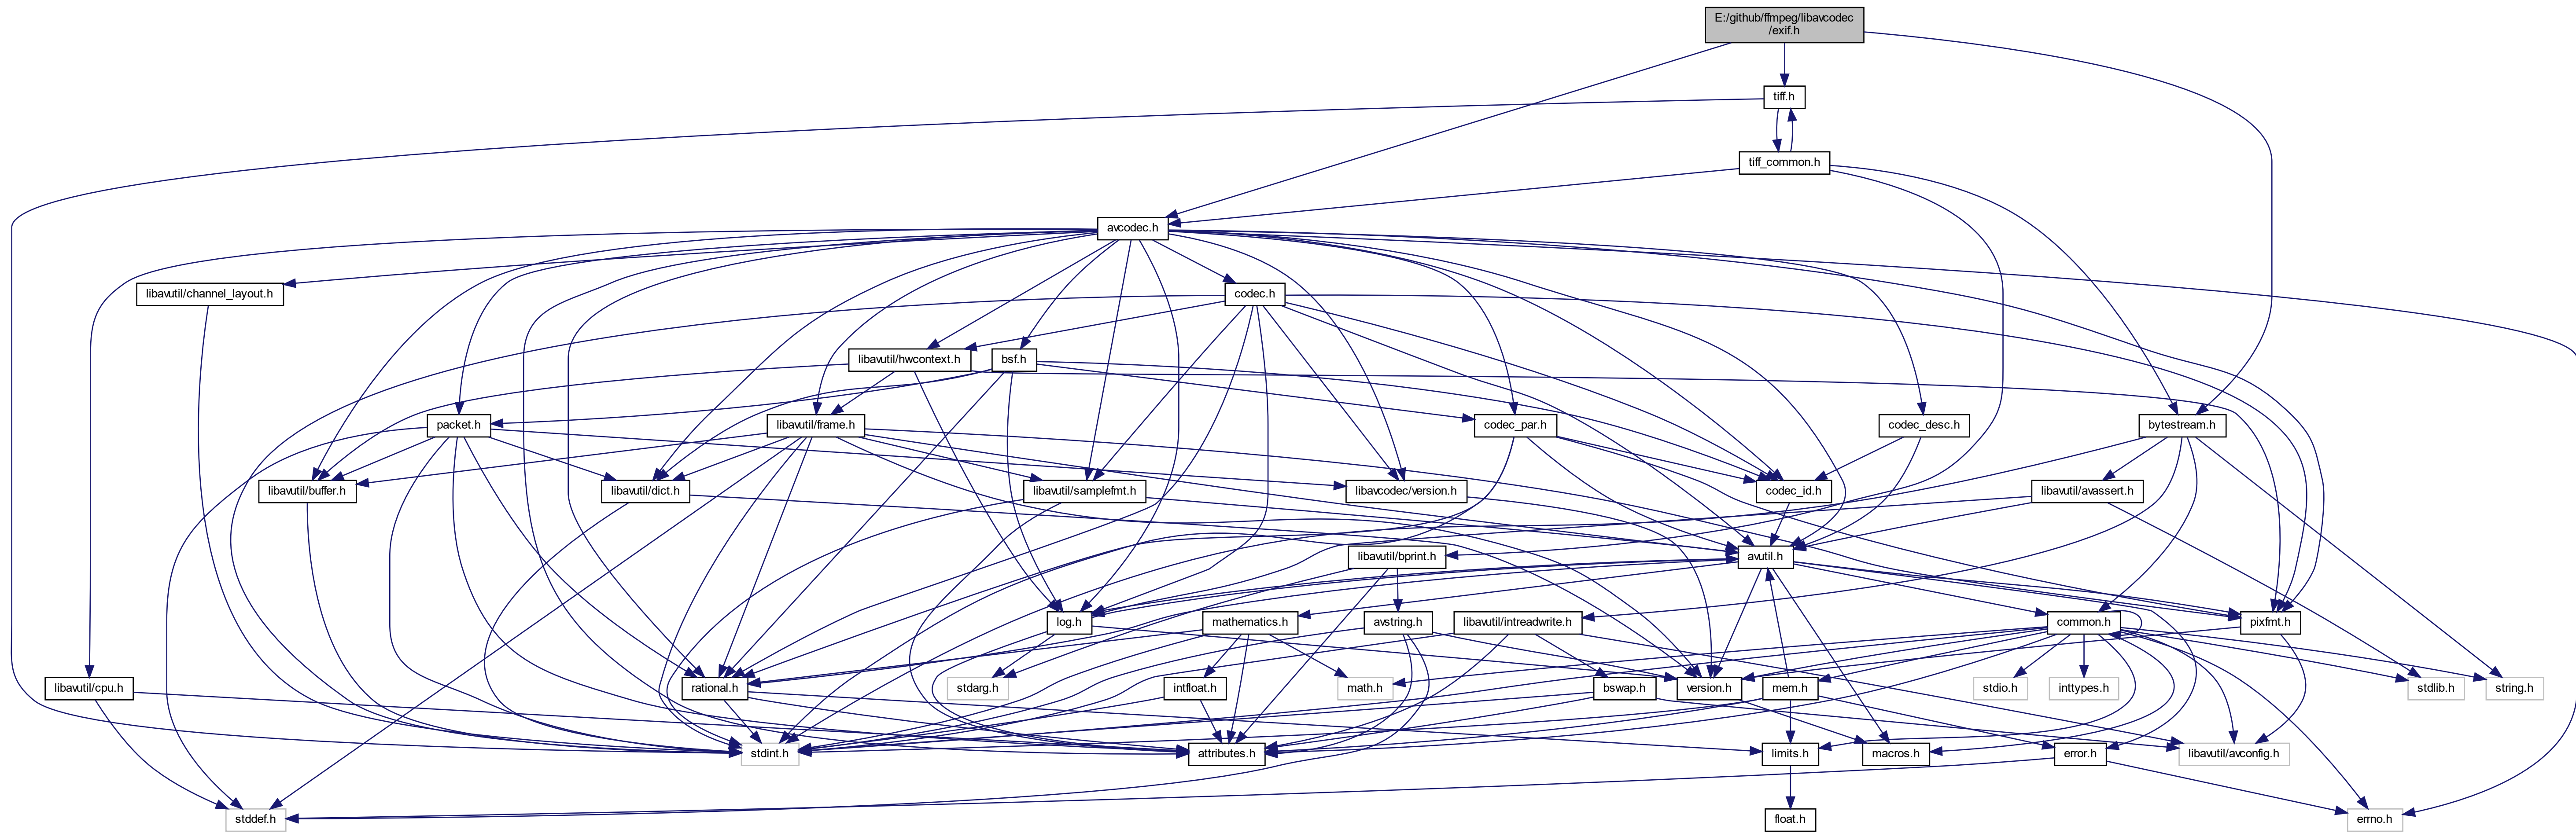 E:/github/ffmpeg/libavcodec
/exif.h
tiff.h
tiff_common.h
avcodec.h
libavutil/channel_layout.h
codec.h
libavutil/hwcontext.h
bsf.h
packet.h
libavutil/frame.h
codec_par.h
codec_desc.h
bytestream.h
libavutil/buffer.h
libavutil/dict.h
libavutil/samplefmt.h
libavcodec/version.h
codec_id.h
libavutil/avassert.h
libavutil/bprint.h
avutil.h
log.h
mathematics.h
avstring.h
libavutil/intreadwrite.h
common.h
pixfmt.h
libavutil/cpu.h
rational.h
stdarg.h
intfloat.h
math.h
bswap.h
version.h
mem.h
stdio.h
inttypes.h
stdlib.h
string.h
stdint.h
attributes.h
limits.h
macros.h
error.h
libavutil/avconfig.h
stddef.h
float.h
errno.h